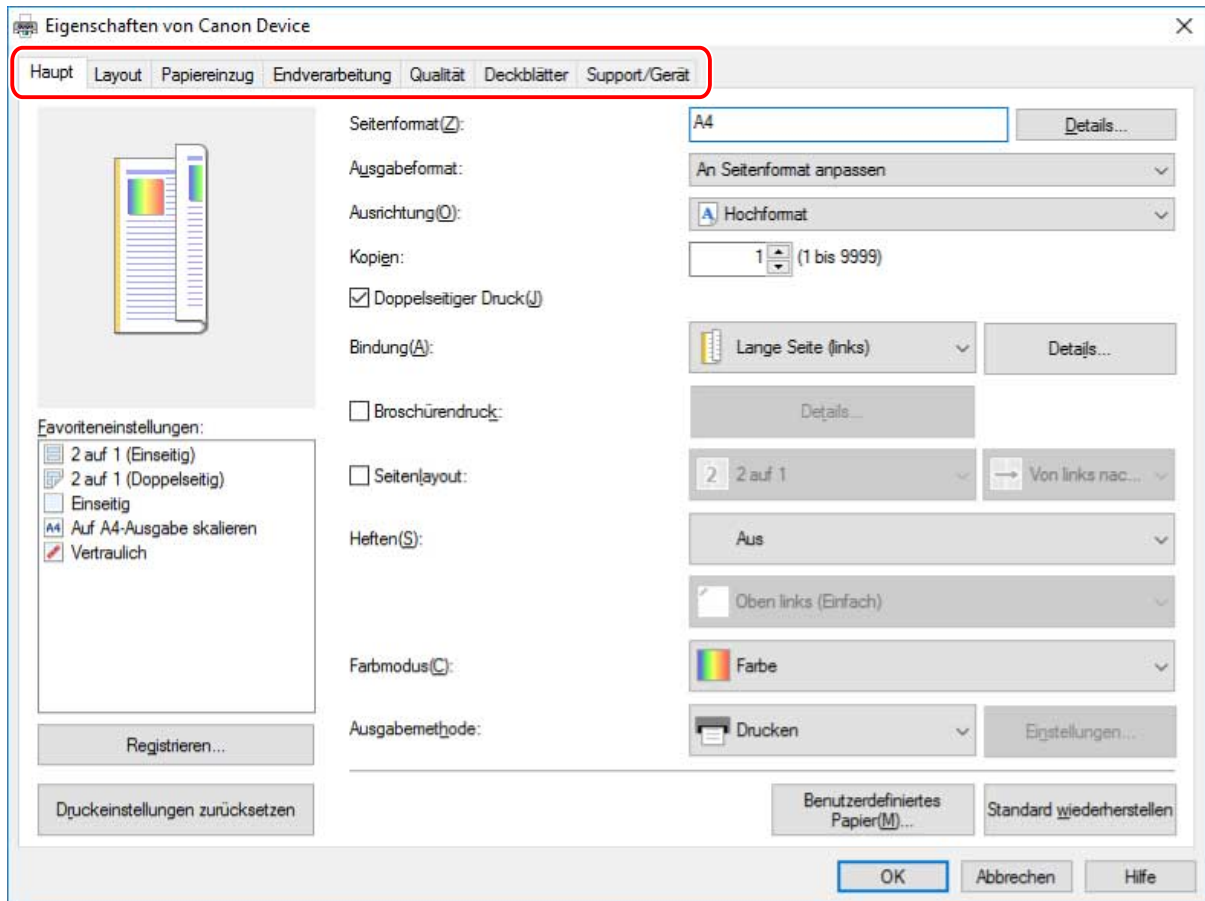 Eigenschaften von Canon Device
Haupt Layout Papiereinzug Endverarbeitung Qualität Deckblätter Support/Gerät
Seitenformat(Z): A4 Details...
Ausgabeformat: An Seitenformat anpassen
Ausrichtung(O): A Hochformat
Kopien: 1 (1 bis 9999)
Doppelseitiger Druck(J)
Bindung(A): Lange Seite (links) Details...
Broschürendruck: Details...
Seitenlayout: 2 2 auf 1 Von links nac...
Heften(S): Aus
Oben links (Einfach)
Farbmodus(C): Farbe
Ausgabemethode: Drucken Einstellungen...
Favoriteneinstellungen:
2 auf 1 (Einseitig)
2 auf 1 (Doppelseitig)
Einseitig
A4 Auf A4-Ausgabe skalieren
Vertraulich
Registrieren...
Druckeinstellungen zurücksetzen
Benutzerdefiniertes
Papier(M)...
Standard wiederherstellen
OK Abbrechen Hilfe